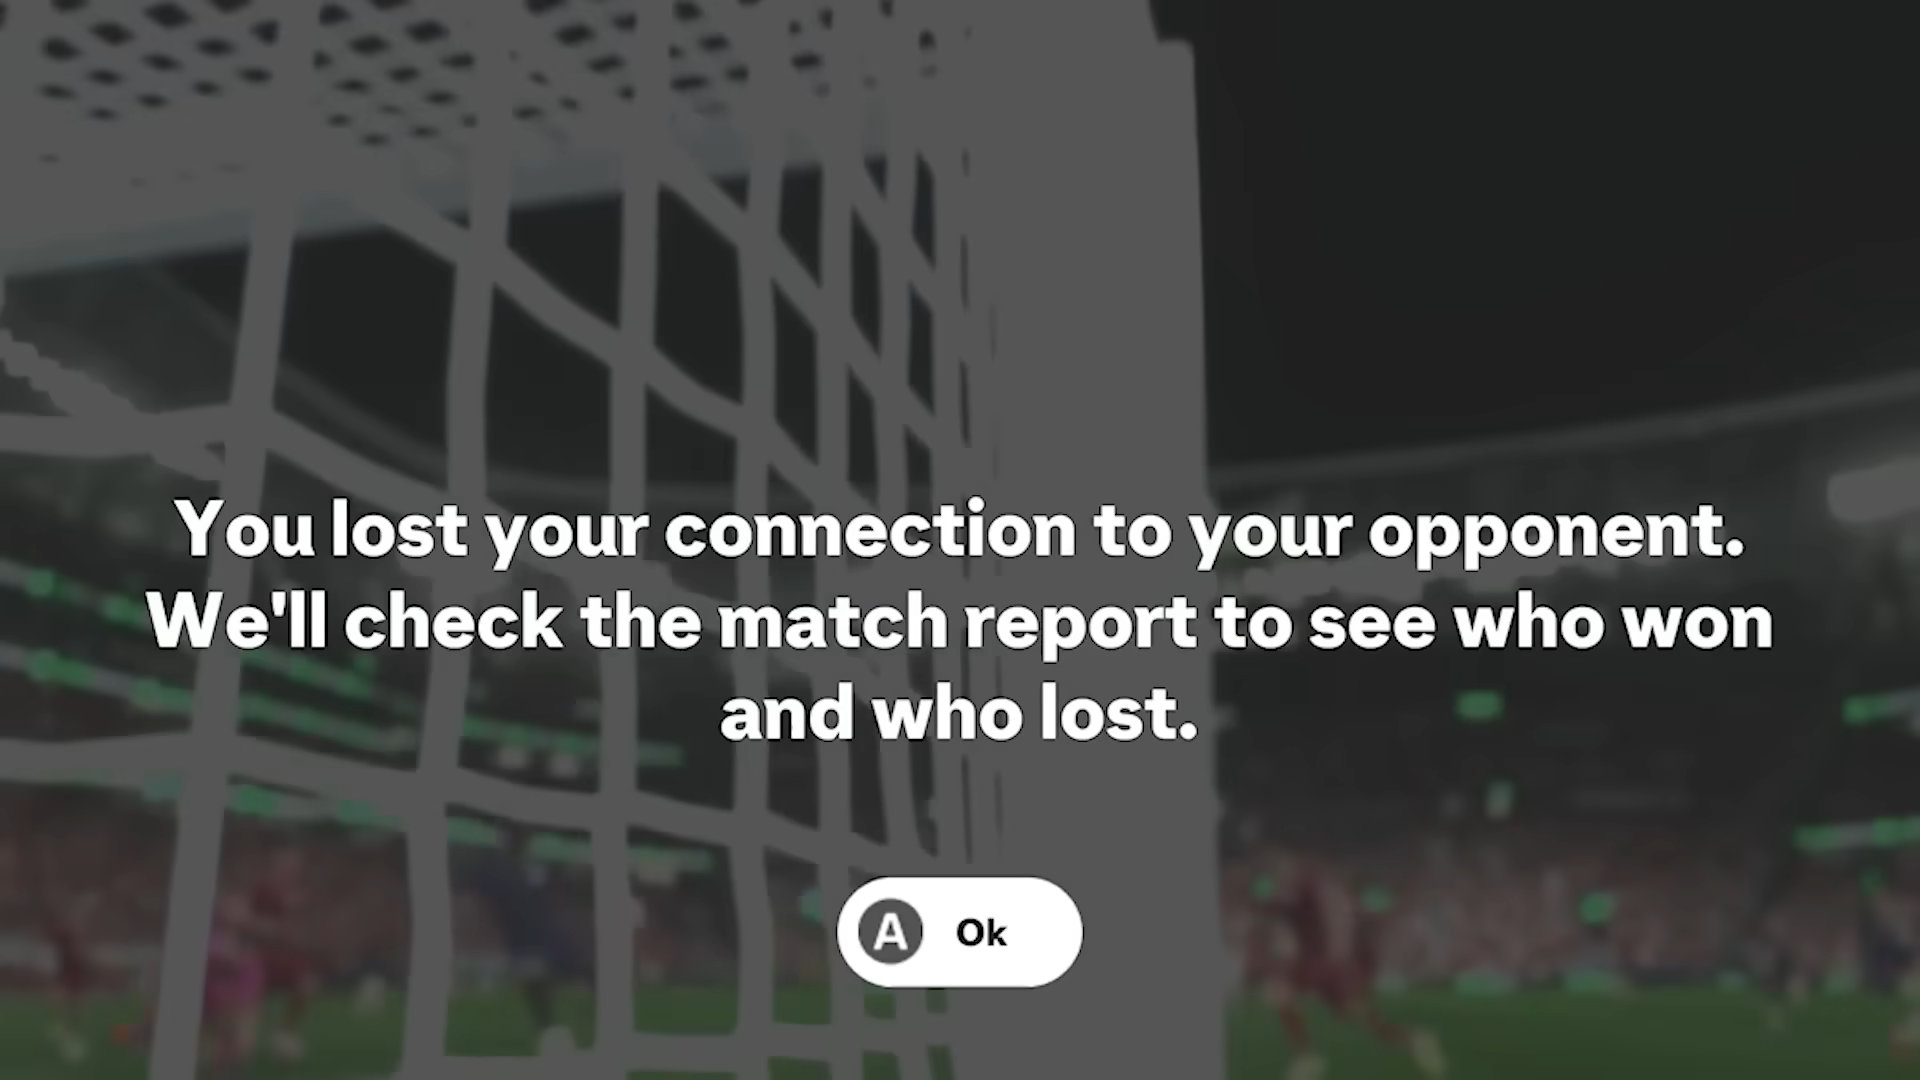 You lost your connection to your opponent.
We'll check the match report to see who won
and who lost.
A Ok